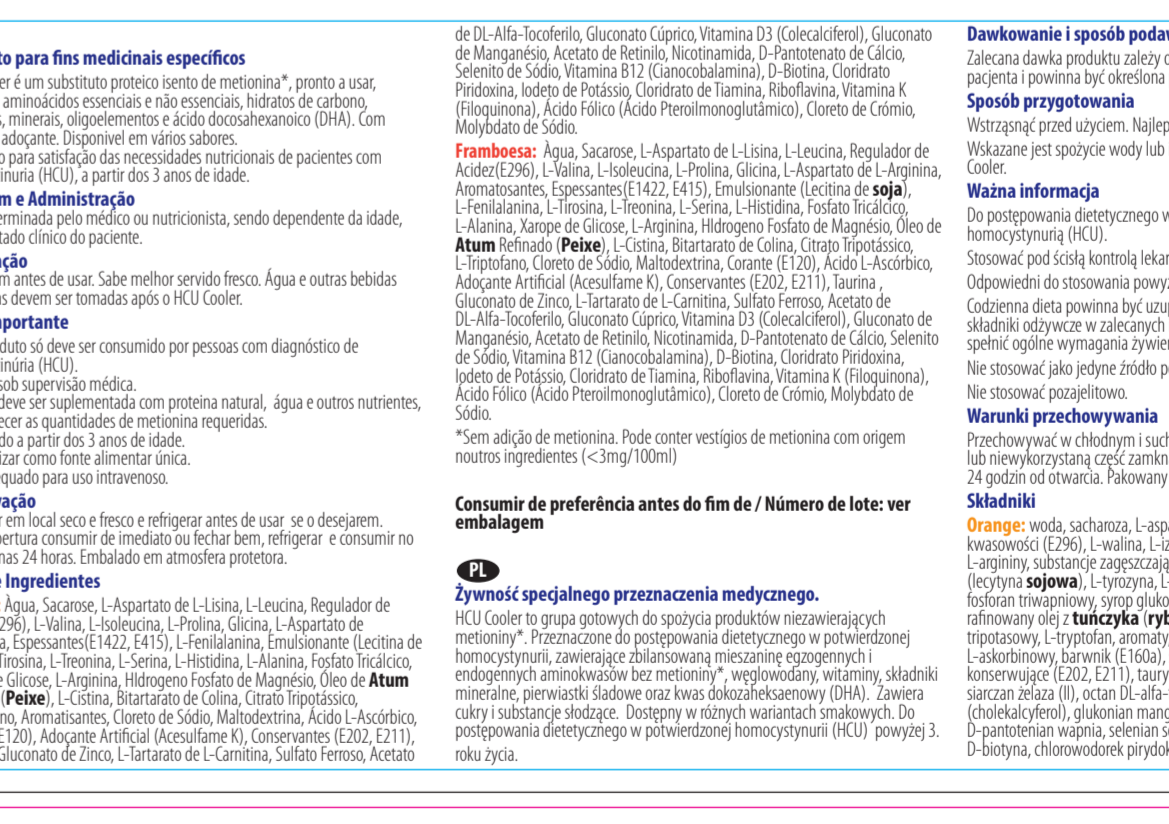 to para fins medicinais específicos
er é um substituto proteico isento de metionina*, pronto a usar,
aminoácidos essenciais e não essenciais, hidratos de carbono,
s, minerais, oligoelementos e ácido docosahexanoico (DHA). Com
adoçante. Disponivel em vários sabores.
o para satisfação das necessidades nutricionais de pacientes com
inuria (HCU), a partir dos 3 anos de idade.
m e Administração
erminada pelo médico ou nutricionista, sendo dependente da idade,
tado clínico do paciente.
ação
m antes de usar. Sabe melhor servido fresco. Água e outras bebidas
as devem ser tomadas após o HCU Cooler.
mportante
duto só deve ser consumido por pessoas com diagnóstico de
inúria (HCU).
sob supervisão médica.
deve ser suplementada com proteina natural, água e outros nutrientes,
ecer as quantidades de metionina requeridas.
do a partir dos 3 anos de idade.
izar como fonte alimentar única.
equado para uso intravenoso.
vação
r em local seco e fresco e refrigerar antes de usar se o desejarem.
bertura consumir de imediato ou fechar bem, refrigerar e consumir no
nas 24 horas. Embalado em atmosfera protetora.
e Ingredientes
: Àgua, Sacarose, L-Aspartato de L-Lisina, L-Leucina, Regulador de
296), L-Valina, L-Isoleucina, L-Prolina, Glicina, L-Aspartato de
a, Espessantes(E1422, E415), L-Fenilalanina, Emulsionante (Lecitina de
Tirosina, L-Treonina, L-Serina, L-Histidina, L-Alanina, Fosfato Tricálcico,
e Glicose, L-Arginina, HIdrogeno Fosfato de Magnésio, Óleo de Atum
(Peixe), L-Cistina, Bitartarato de Colina, Citrato Tripotássico,
no, Aromatisantes, Cloreto de Sódio, Maltodextrina, Ácido L-Ascórbico,
E120), Adoçante Artificial (Acesulfame K), Conservantes (E202, E211),
Gluconato de Zinco, L-Tartarato de L-Carnitina, Sulfato Ferroso, Acetato
de DL-Alfa-Tocoferilo, Gluconato Cúprico, Vitamina D3 (Colecalciferol), Gluconato
de Manganésio, Acetato de Retinilo, Nicotinamida, D-Pantotenato de Cálcio,
Selenito de Sódio, Vitamina B12 (Cianocobalamina), D-Biotina, Cloridrato
Piridoxina, Iodeto de Potássio, Cloridrato de Tiamina, Riboflavina, Vitamina K
(Filoquinona), Ácido Fólico (Ácido Pteroilmonoglutâmico), Cloreto de Crómio,
Molybdato de Sódio.
Framboesa: Àgua, Sacarose, L-Aspartato de L-Lisina, L-Leucina, Regulador de
Acidez(E296), L-Valina, L-Isoleucina, L-Prolina, Glicina, L-Aspartato de L-Arginina,
Aromatosantes, Espessantes(E1422, E415), Emulsionante (Lecitina de soja),
L-Fenilalanina, L-Tirosina, L-Treonina, L-Serina, L-Histidina, Fosfato Tricálcico,
L-Alanina, Xarope de Glicose, L-Arginina, HIdrogeno Fosfato de Magnésio, Óleo de
Atum Refinado (Peixe), L-Cistina, Bitartarato de Colina, Citrato Tripotássico,
L-Triptofano, Cloreto de Sódio, Maltodextrina, Corante (E120), Ácido L-Ascórbico,
Adoçante Artificial (Acesulfame K), Conservantes (E202, E211), Taurina ,
Gluconato de Zinco, L-Tartarato de L-Carnitina, Sulfato Ferroso, Acetato de
DL-Alfa-Tocoferilo, Gluconato Cúprico, Vitamina D3 (Colecalciferol), Gluconato de
Manganésio, Acetato de Retinilo, Nicotinamida, D-Pantotenato de Cálcio, Selenito
de Sódio, Vitamina B12 (Cianocobalamina), D-Biotina, Cloridrato Piridoxina,
Iodeto de Potássio, Cloridrato de Tiamina, Riboflavina, Vitamina K (Filoquinona),
Ácido Fólico (Ácido Pteroilmonoglutâmico), Cloreto de Crómio, Molybdato de
Sódio.
*Sem adição de metionina. Pode conter vestígios de metionina com origem
noutros ingredientes (<3mg/100ml)
Consumir de preferência antes do fim de / Número de lote: ver
embalagem
PL
Żywność specjalnego przeznaczenia medycznego.
HCU Cooler to grupa gotowych do spożycia produktów niezawierających
metioniny*. Przeznaczone do postępowania dietetycznego w potwierdzonej
homocystynurii, zawierające zbilansowaną mieszaninę egzogennych i
endogennych aminokwasów bez metioniny*, węglowodany, witaminy, składniki
mineralne, pierwiastki śladowe oraz kwas dokozaheksaenowy (DHA). Zawiera
cukry i substancje słodzące. Dostępny w różnych wariantach smakowych. Do
postępowania dietetycznego w potwierdzonej homocystynurii (HCU) powyżej 3.
roku życia.
Dawkowanie i sposób podaw
Zalecana dawka produktu zależy o
pacjenta i powinna być określona
Sposób przygotowania
Wstrząsnąć przed użyciem. Najlep
Wskazane jest spożycie wody lub
Cooler.
Ważna informacja
Do postępowania dietetycznego w
homocystynurią (HCU).
Stosować pod ścisłą kontrolą lekar
Odpowiedni do stosowania powyż
Codzienna dieta powinna być uzup
składniki odżywcze w zalecanych
spełnić ogólne wymagania żywien
Nie stosować jako jedyne źródło po
Nie stosować pozajelitowo.
Warunki przechowywania
Przechowywać w chłodnym i such
lub niewykorzystaną część zamkn
24 godzin od otwarcia. Pakowany
Składniki
Orange: woda, sacharoza, L-aspa
kwasowości (E296), L-walina, L-iz
L-argininy, substancje zagęszczają
(lecytyna sojowa), L-tyrozyna, L-
fosforan triwapniowy, syrop gluko
rafinowany olej z tuńczyka (ryb
tripotasowy, L-tryptofan, aromaty,
L-askorbinowy, barwnik (E160a),
konserwujące (E202, E211), taury
siarczan żelaza (II), octan DL-alfa-
(cholekalcyferol), glukonian mang
D-pantotenian wapnia, selenian s
D-biotyna, chlorowodorek pirydok